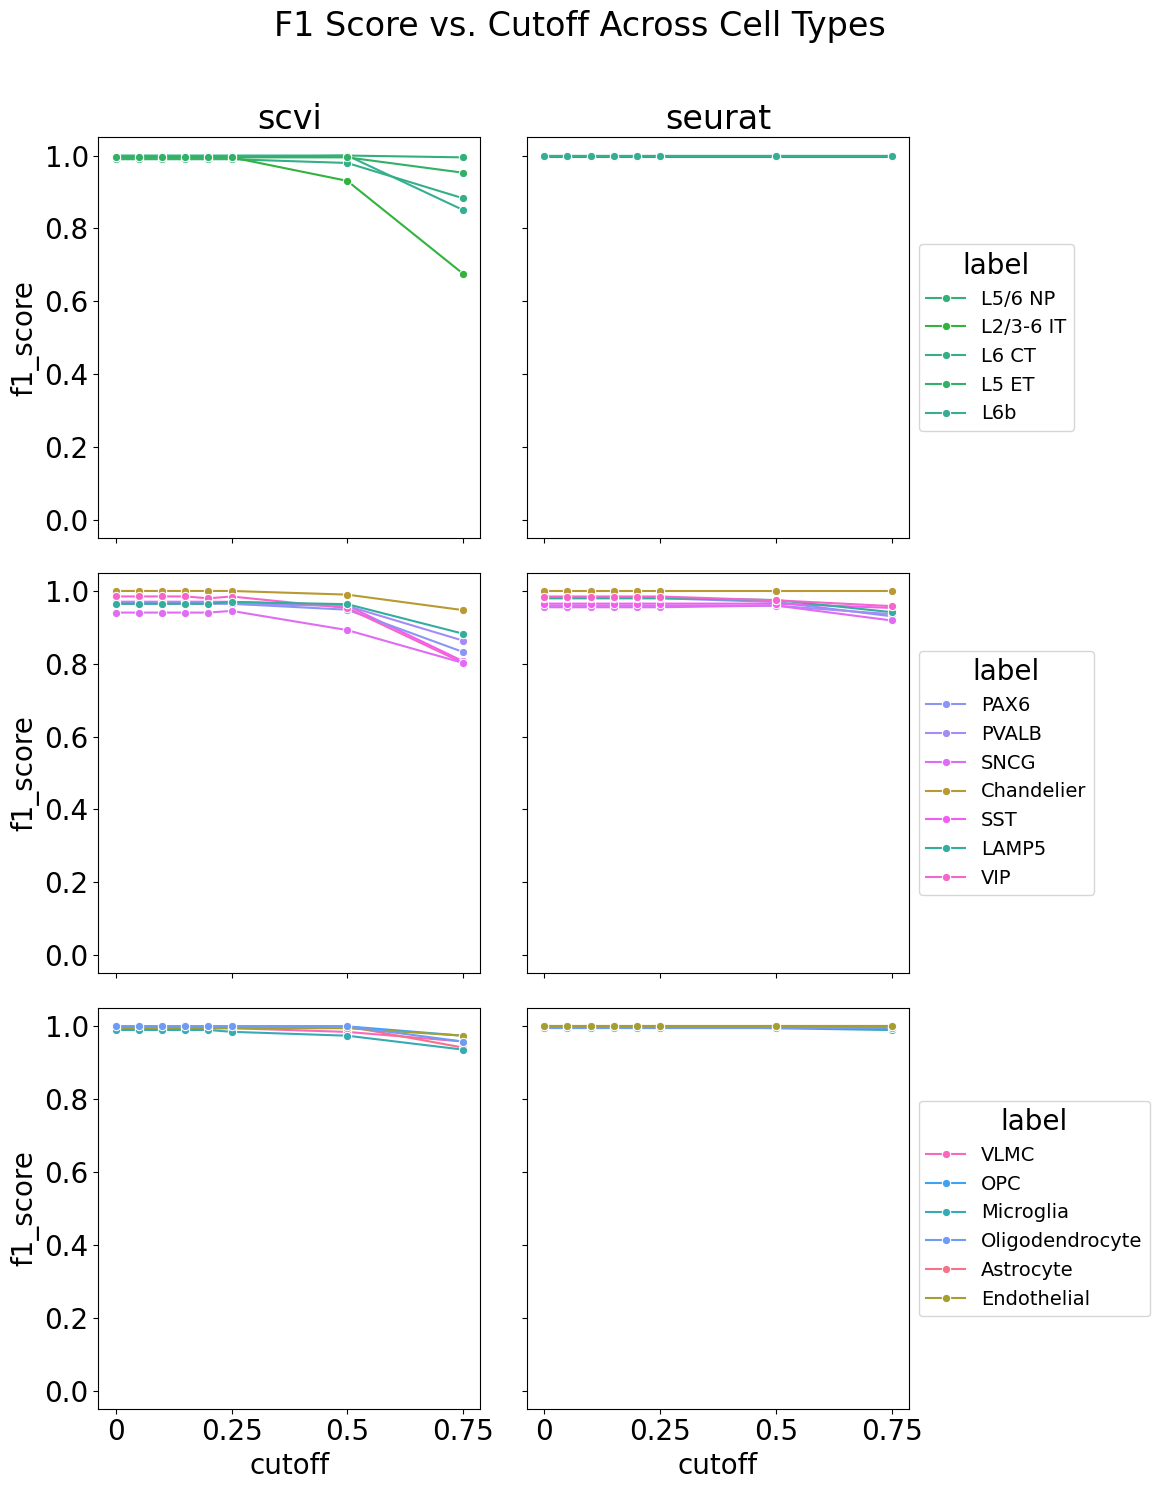 F1 Score vs. Cutoff Across Cell Types
scvi
seurat
1.0
0.8
0.6
0.4
0.2
0.0
f1_score
label
L5/6 NP
L2/3-6 IT
L6 CT
L5 ET
L6b
1.0
0.8
0.6
0.4
0.2
0.0
f1_score
label
PAX6
PVALB
SNCG
Chandelier
SST
LAMP5
VIP
1.0
0.8
0.6
0.4
0.2
0.0
f1_score
label
VLMC
OPC
Microglia
Oligodendrocyte
Astrocyte
Endothelial
0 0.25 0.5 0.75
cutoff
0 0.25 0.5 0.75
cutoff